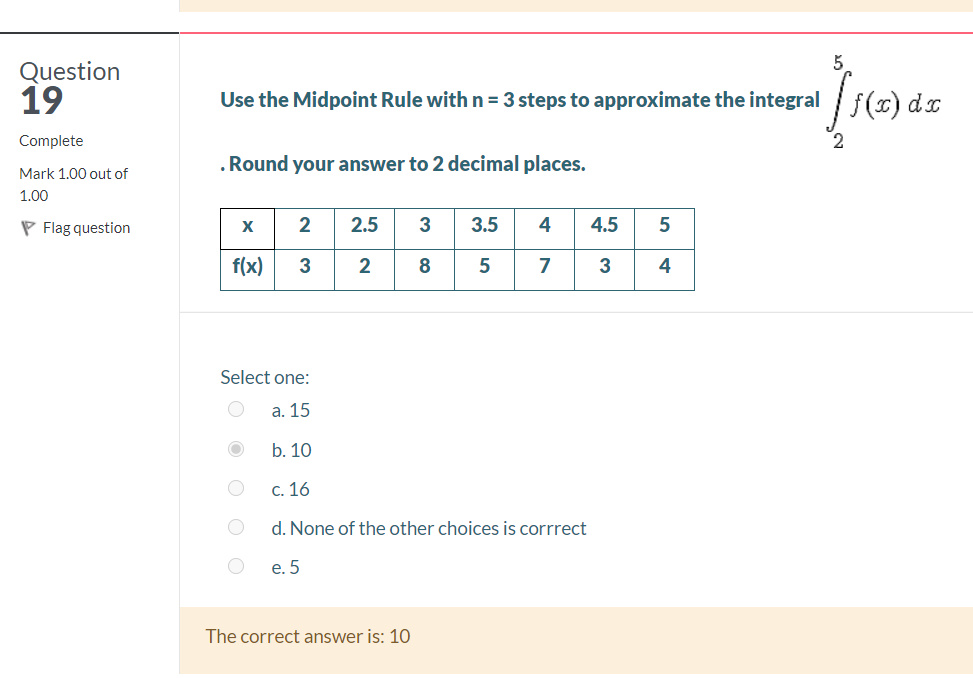 Question
19
Complete
Mark 1.00 out of
1.00
Flag question
Use the Midpoint Rule with n = 3 steps to approximate the integral ∫₂⁵ f(x) dx
. Round your answer to 2 decimal places.
x 2 2.5 3 3.5 4 4.5 5
f(x) 3 2 8 5 7 3 4
Select one:
a. 15
b. 10
c. 16
d. None of the other choices is corrrect
e. 5
The correct answer is: 10